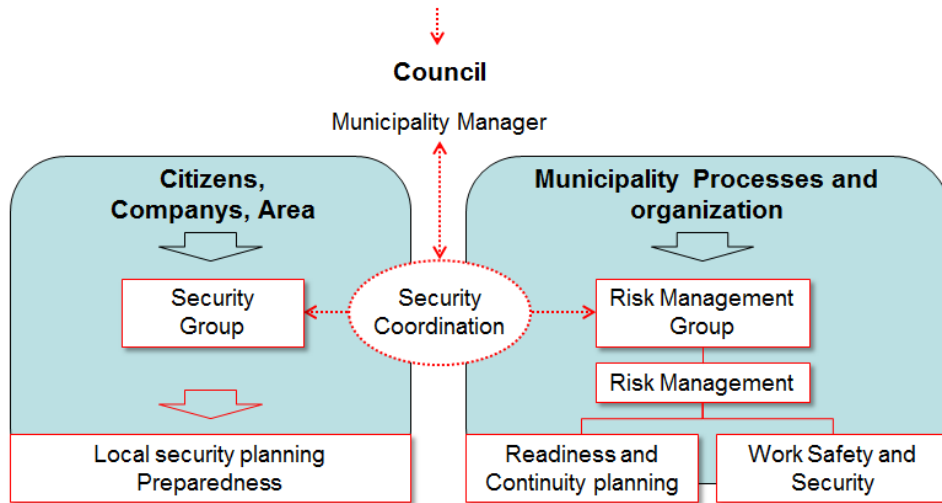 Council
Municipality Manager
Citizens,
Companys, Area
Municipality Processes and
organization
Security
Group
Security
Coordination
Risk Management
Group
Risk Management
Local security planning
Preparedness
Readiness and
Continuity planning
Work Safety and
Security